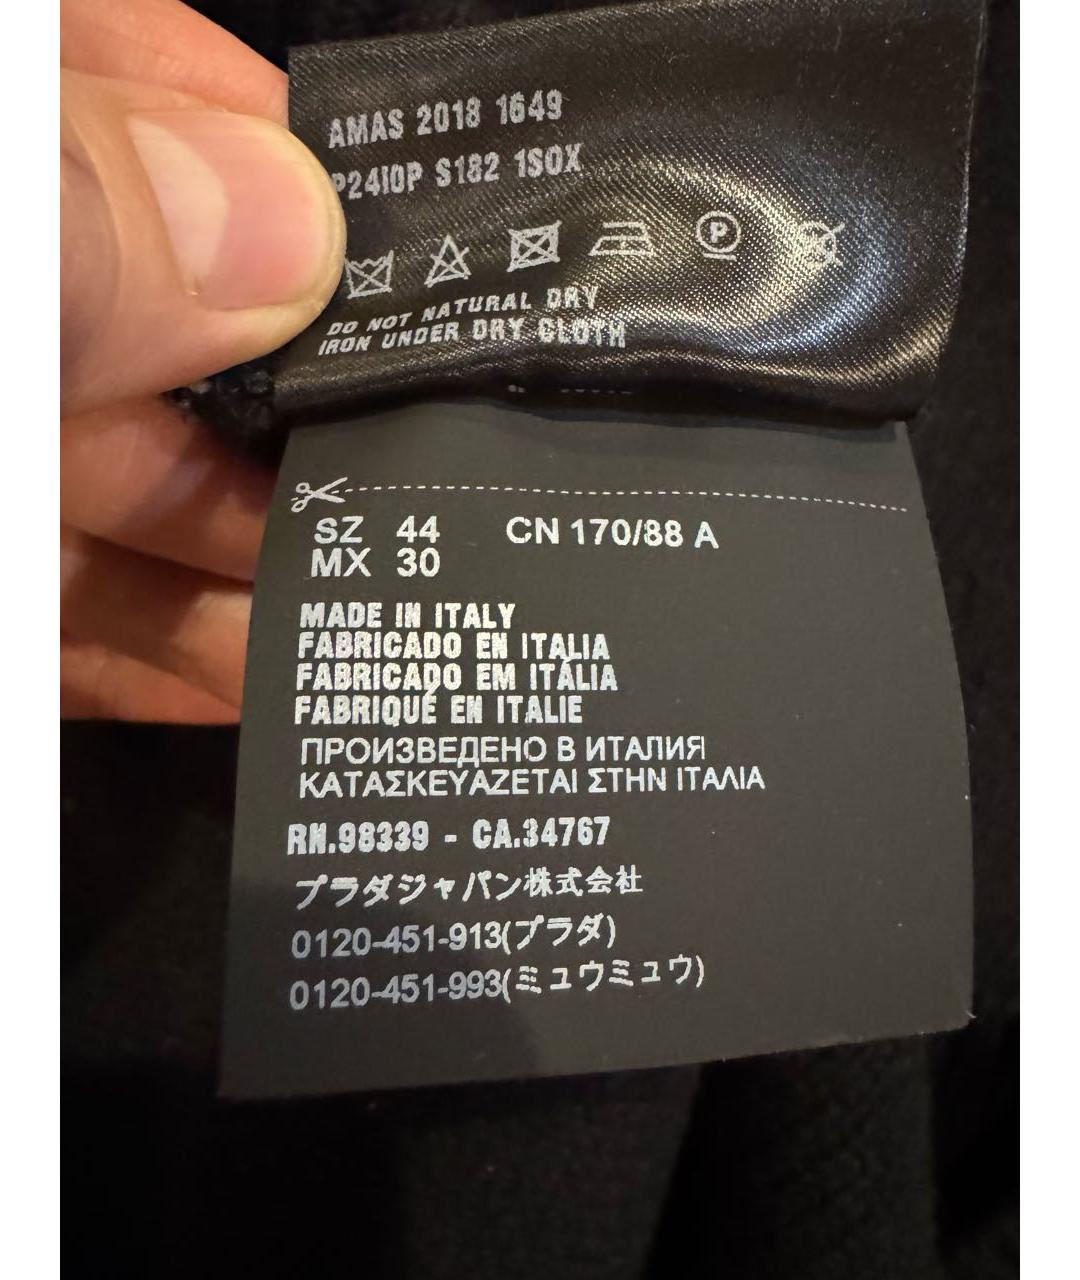 AMAS 2018 1649
P24I0P S182 1S0X
P
DO NOT NATURAL DRY
IRON UNDER DRY CLOTH
SZ 44 CN 170/88 A
MX 30
MADE IN ITALY
FABRICADO EN ITALIA
FABRICADO EM ITÁLIA
FABRIQUÉ EN ITALIE
ПРОИЗВЕДЕНО В ИТАЛИЯ
ΚΑΤΑΣΚΕΥΑΖΕΤΑΙ ΣΤΗΝ ΙΤΑΛΙΑ
RN.98339 - CA.34767
プラダジャパン株式会社
0120-451-913(プラダ)
0120-451-993(ミュウミュウ)